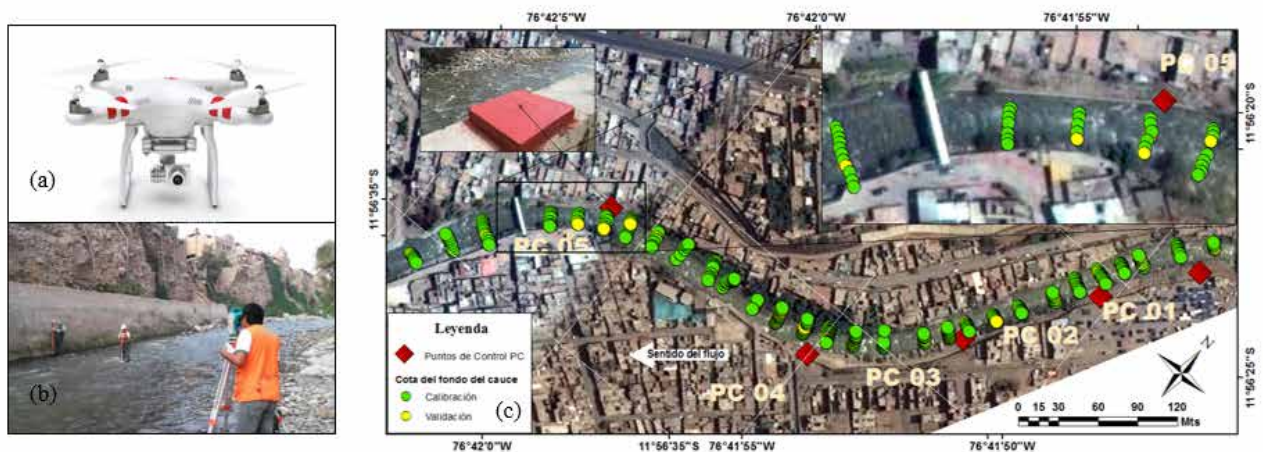 (a)
(b)
76°42'5"W
76°42'0"W
76°41'55"W
11°56'35"S
11°56'20"S
11°56'25"S
PC 05
PC 05
PC 01
PC 02
PC 03
PC 04
Leyenda
Puntos de Control PC
Cota del fondo del cauce
Calibración
Validación
(c)
Sentido del flujo
N
0 15 30 60 90 120
Mts
76°42'0"W
11°56'35"S
76°41'55"W
76°41'50"W